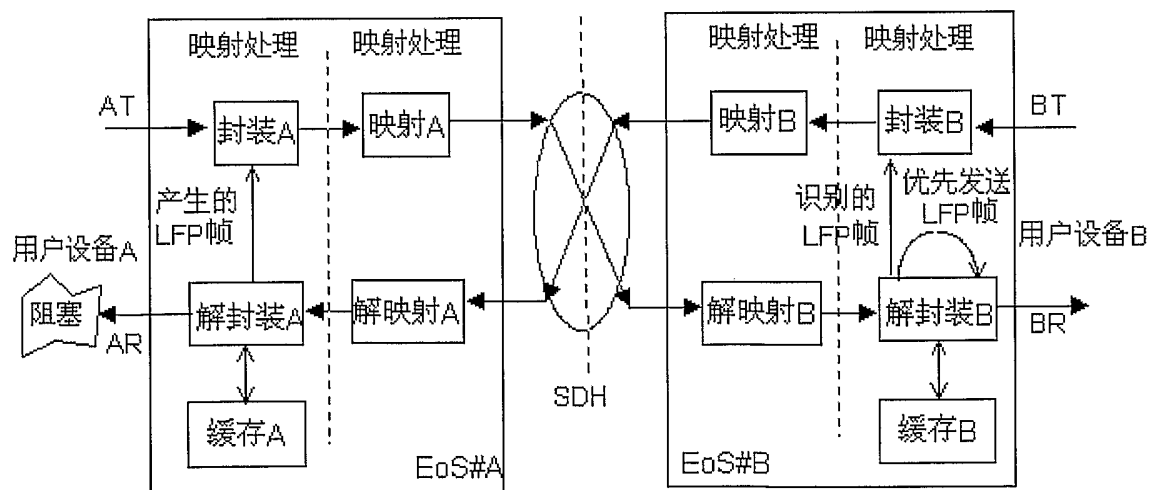 映射处理
映射处理
映射处理
映射处理
AT
封装A
映射A
映射B
封装B
BT
产生的
LFP帧
识别的
LFP帧
优先发送
LFP帧
用户设备A
用户设备B
阻塞
AR
解封装A
解映射A
解映射B
解封装B
BR
SDH
缓存A
缓存B
EoS#A
EoS#B